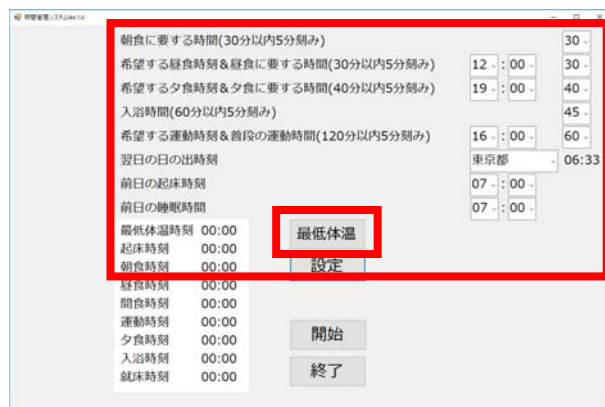 時間管理システムVer.1.0
朝食に要する時間(30分以内5分刻み) 30
希望する昼食時刻&昼食に要する時間(30分以内5分刻み) 12 : 00 30
希望する夕食時刻&夕食に要する時間(40分以内5分刻み) 19 : 00 40
入浴時間(60分以内5分刻み) 45
希望する運動時刻&普段の運動時間(120分以内5分刻み) 16 : 00 60
翌日の日の出時刻 東京都 06:33
前日の起床時刻 07 : 00
前日の睡眠時間 07 : 00
最低体温時刻 00:00 最低体温
起床時刻 00:00
朝食時刻 00:00 設定
昼食時刻 00:00
間食時刻 00:00
運動時刻 00:00 開始
夕食時刻 00:00
入浴時刻 00:00 終了
就床時刻 00:00